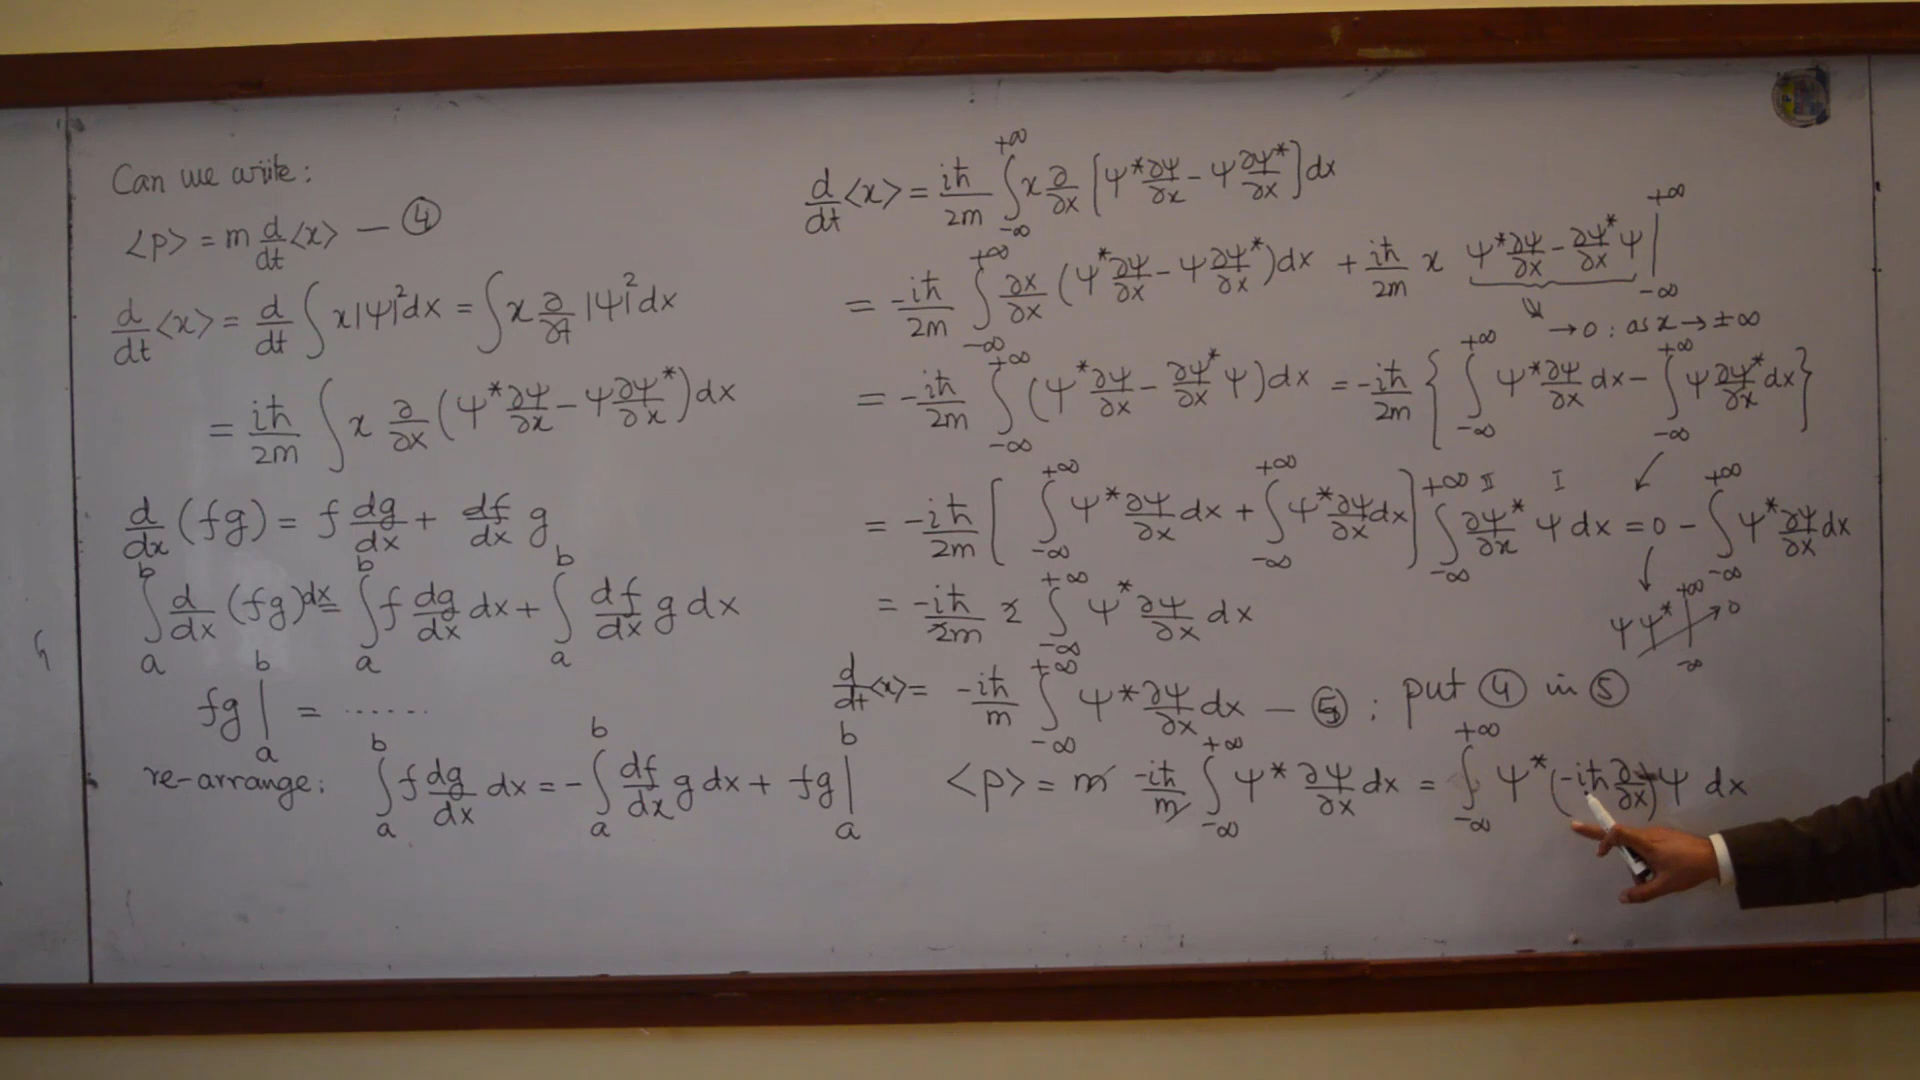 Can we write:
<p> = m d/dt <x> — ④
d/dt <x> = d/dt ∫ x|ψ|² dx = ∫ x ∂/∂t |ψ|² dx
= iħ/2m ∫ x ∂/∂x (ψ* ∂ψ/∂x - ψ ∂ψ*/∂x) dx
d/dx (fg) = f dg/dx + df/dx g
∫_a^b d/dx (fg) dx = ∫_a^b f dg/dx dx + ∫_a^b df/dx g dx
fg |_a^b = ......
re-arrange: ∫_a^b f dg/dx dx = - ∫_a^b df/dx g dx + fg |_a^b
d/dt <x> = iħ/2m ∫_-∞^+∞ x ∂/∂x [ψ* ∂ψ/∂x - ψ ∂ψ*/∂x] dx
= -iħ/2m ∫_-∞^+∞ ∂x/∂x (ψ* ∂ψ/∂x - ψ ∂ψ*/∂x) dx + iħ/2m x ψ* ∂ψ/∂x - ∂ψ*/∂x ψ |_-∞^+∞
→ 0 : as x → ±∞
= -iħ/2m ∫_-∞^+∞ (ψ* ∂ψ/∂x - ∂ψ*/∂x ψ) dx = -iħ/2m { ∫_-∞^+∞ ψ* ∂ψ/∂x dx - ∫_-∞^+∞ ψ ∂ψ*/∂x dx }
= -iħ/2m [ ∫_-∞^+∞ ψ* ∂ψ/∂x dx + ∫_-∞^+∞ ψ* ∂ψ/∂x dx ]
II I
∫_-∞^+∞ ∂ψ*/∂x ψ dx = 0 - ∫_-∞^+∞ ψ* ∂ψ/∂x dx
ψψ* |_-∞^+∞ → 0
= -iħ/2m 2 ∫_-∞^+∞ ψ* ∂ψ/∂x dx
d/dt <x> = -iħ/m ∫_-∞^+∞ ψ* ∂ψ/∂x dx — ⑤ : put ④ in ⑤
<p> = m -iħ/m ∫_-∞^+∞ ψ* ∂ψ/∂x dx = ∫_-∞^+∞ ψ* (-iħ ∂/∂x) ψ dx